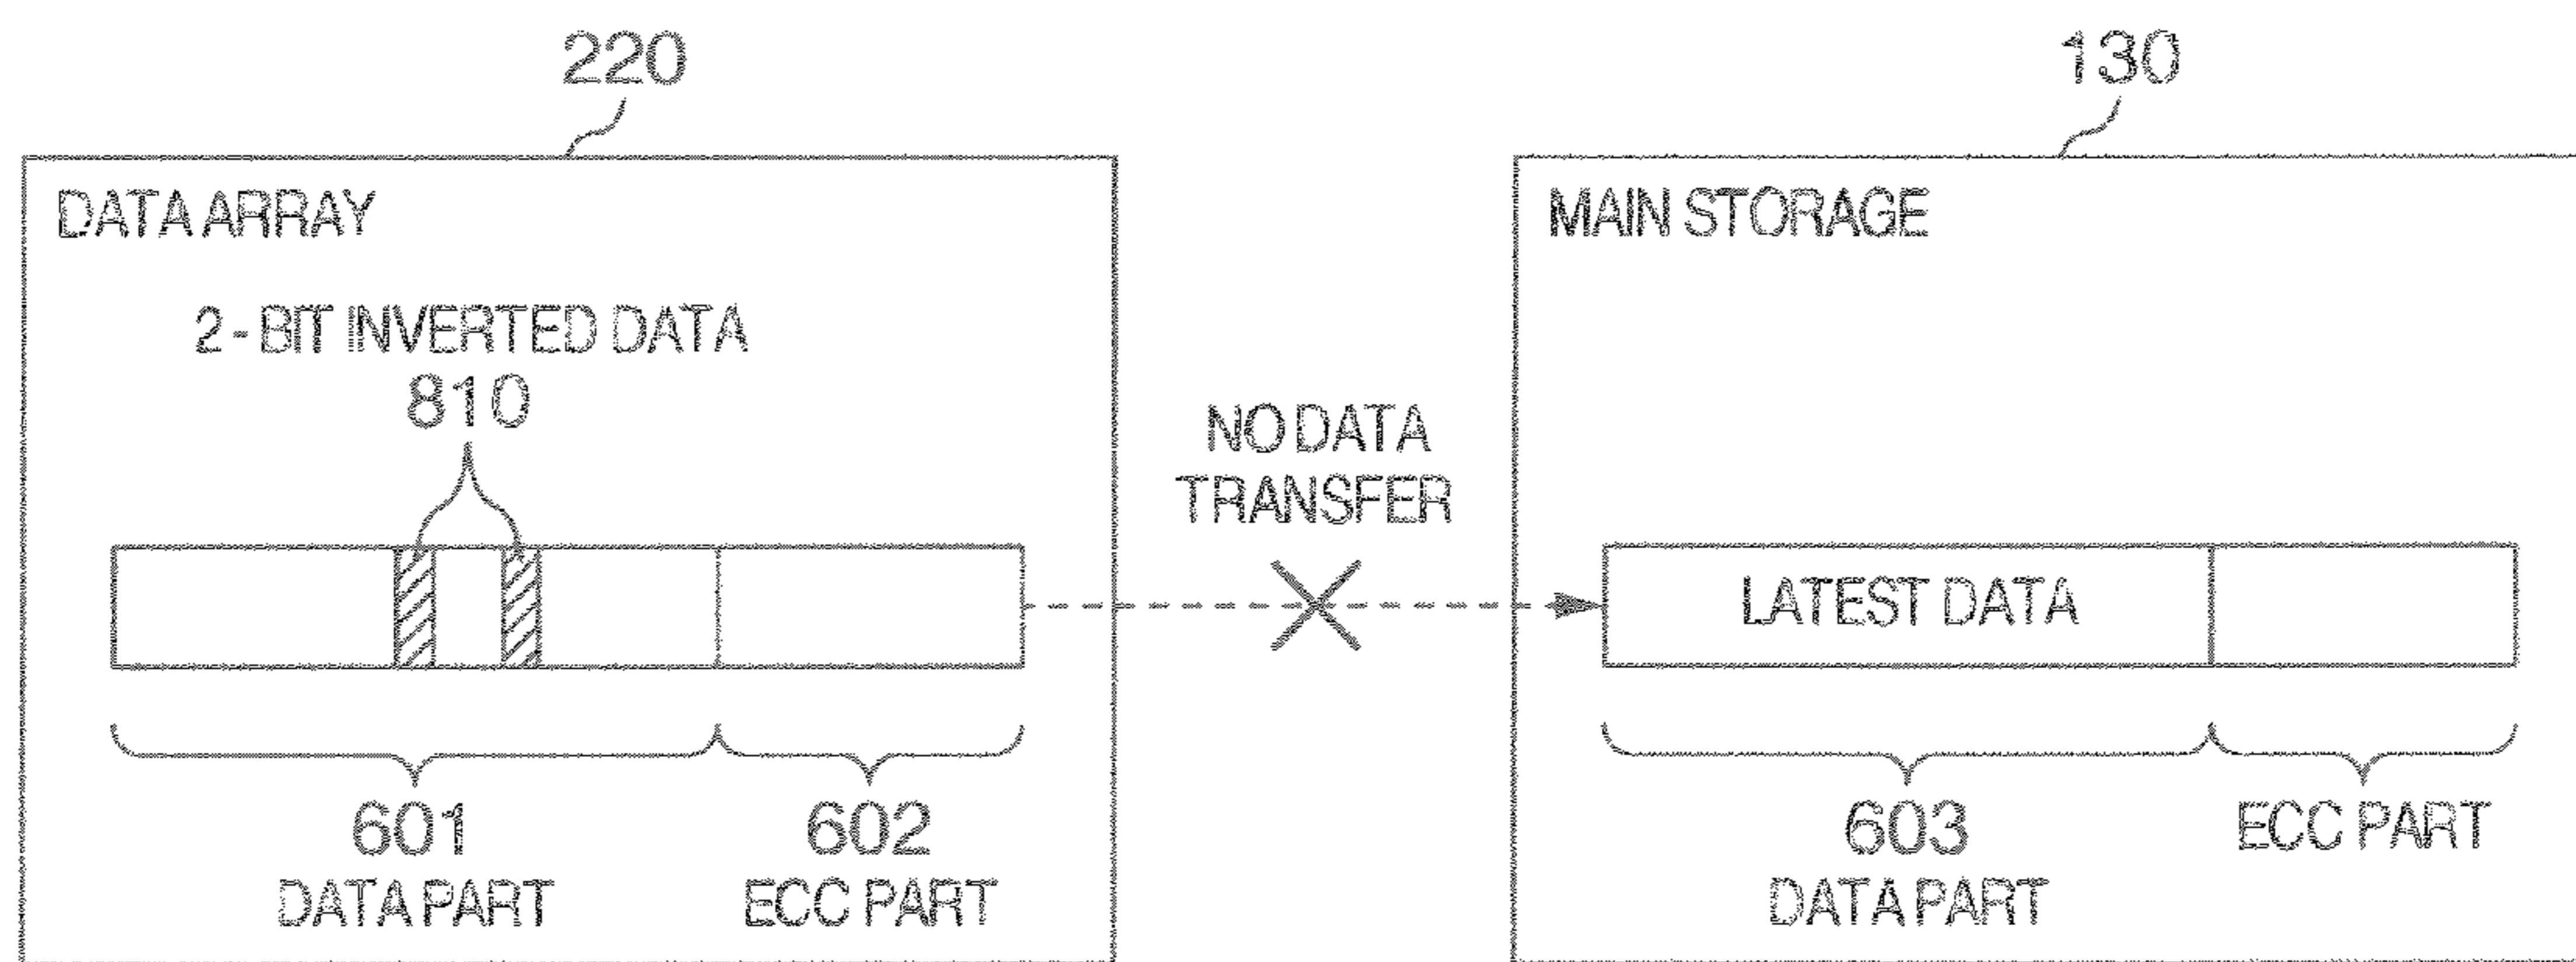 220
130
DATA ARRAY
MAIN STORAGE
2-BIT INVERTED DATA
810
NO DATA
TRANSFER
LATEST DATA
601
DATA PART
602
ECC PART
603
DATA PART
ECC PART